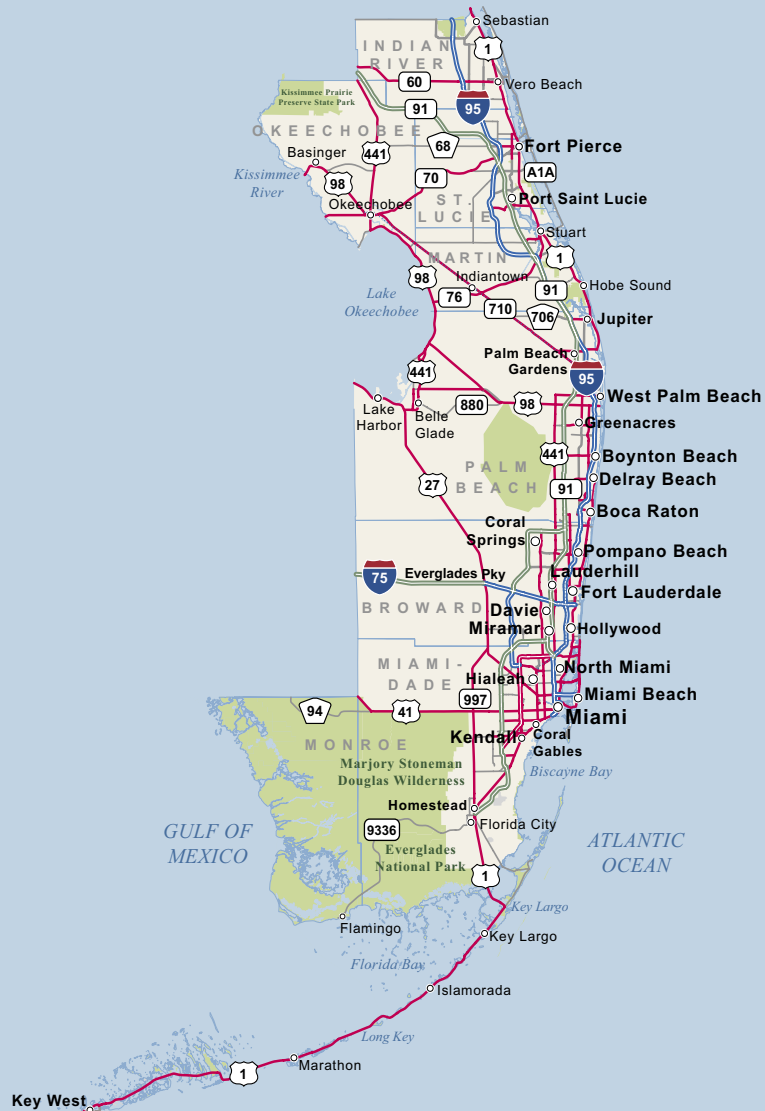 Sebastian
INDIAN
RIVER
1
60
Vero Beach
Kissimmee Prairie
Preserve State Park
91
95
OKEECHOBEE
68
Fort Pierce
Basinger
441
A1A
Kissimmee
River
98
70
ST.
LUCIE
Port Saint Lucie
Okeechobee
Stuart
MARTIN
1
98
Indiantown
91
Hobe Sound
Lake
Okeechobee
76
710
706
Jupiter
Palm Beach
Gardens
441
95
West Palm Beach
Lake
Harbor
Belle
Glade
880
98
Greenacres
441
Boynton Beach
PALM
BEACH
27
91
Delray Beach
Boca Raton
Coral
Springs
Pompano Beach
75
Everglades Pky
Lauderhill
Fort Lauderdale
BROWARD
Davie
Miramar
Hollywood
MIAMI-
DADE
North Miami
Hialeah
997
Miami Beach
94
41
Miami
MONROE
Kendall
Coral
Gables
Marjory Stoneman
Douglas Wilderness
Biscayne Bay
Homestead
9336
Florida City
GULF OF
MEXICO
ATLANTIC
OCEAN
Everglades
National Park
1
Key Largo
Flamingo
Key Largo
Florida Bay
Islamorada
Long Key
Marathon
1
Key West